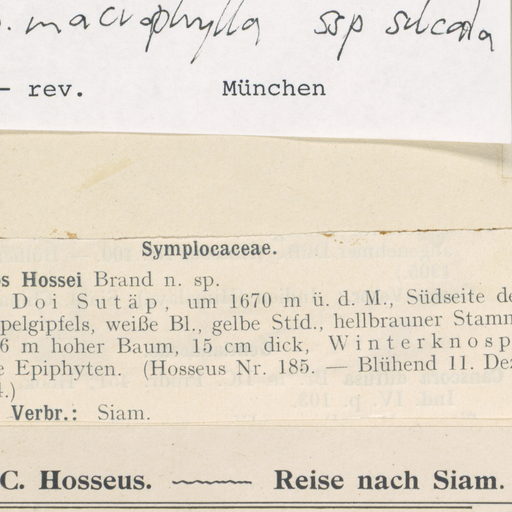 . macrophylla ssp sulcata
– rev. München
Symplocaceae.
s Hossei Brand n. sp.
Doi Sutäp, um 1670 m ü. d. M., Südseite de
pelgipfels, weiße Bl., gelbe Stfd., hellbrauner Stamm
6 m hoher Baum, 15 cm dick, Winterknosp
e Epiphyten. (Hosseus Nr. 185. — Blühend 11. Dez
4.)
Verbr.: Siam.
C. Hosseus. ——— Reise nach Siam.